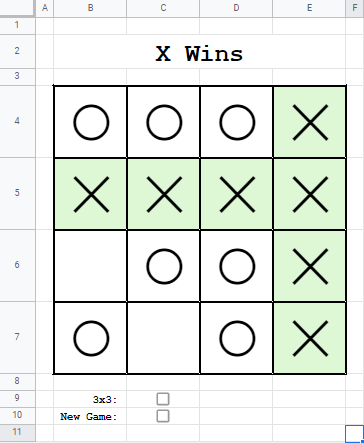 A B C D E F
1
2 X Wins
3
4 O O O X
5 X X X X
6 O O X
7 O O X
8
9 3x3:
10 New Game:
11